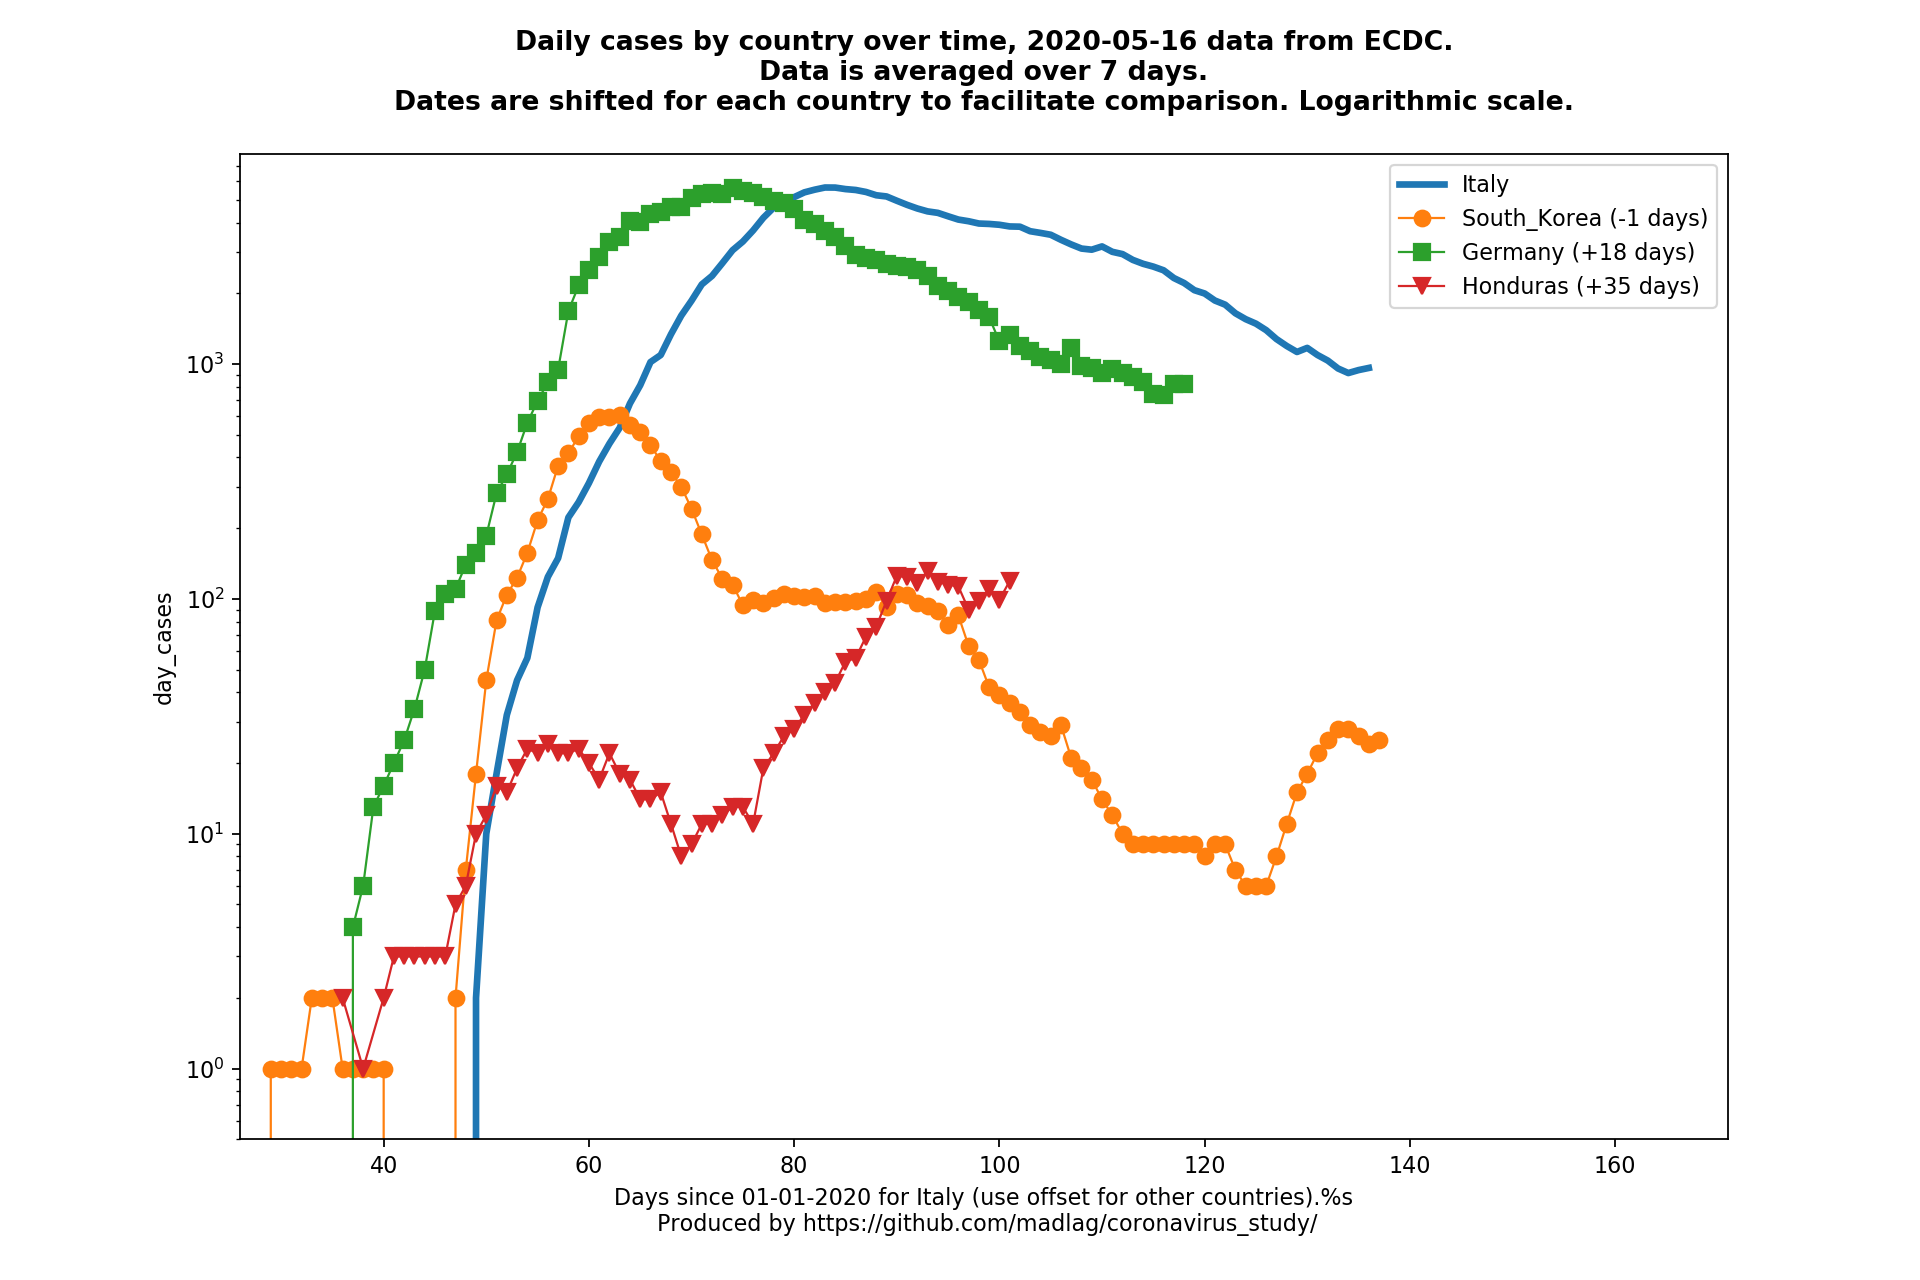 Daily cases by country over time, 2020-05-16 data from ECDC.
Data is averaged over 7 days.
Dates are shifted for each country to facilitate comparison. Logarithmic scale.
Italy
South_Korea (-1 days)
Germany (+18 days)
Honduras (+35 days)
day_cases
10³
10²
10¹
10⁰
40 60 80 100 120 140 160
Days since 01-01-2020 for Italy (use offset for other countries).%s
Produced by https://github.com/madlag/coronavirus_study/